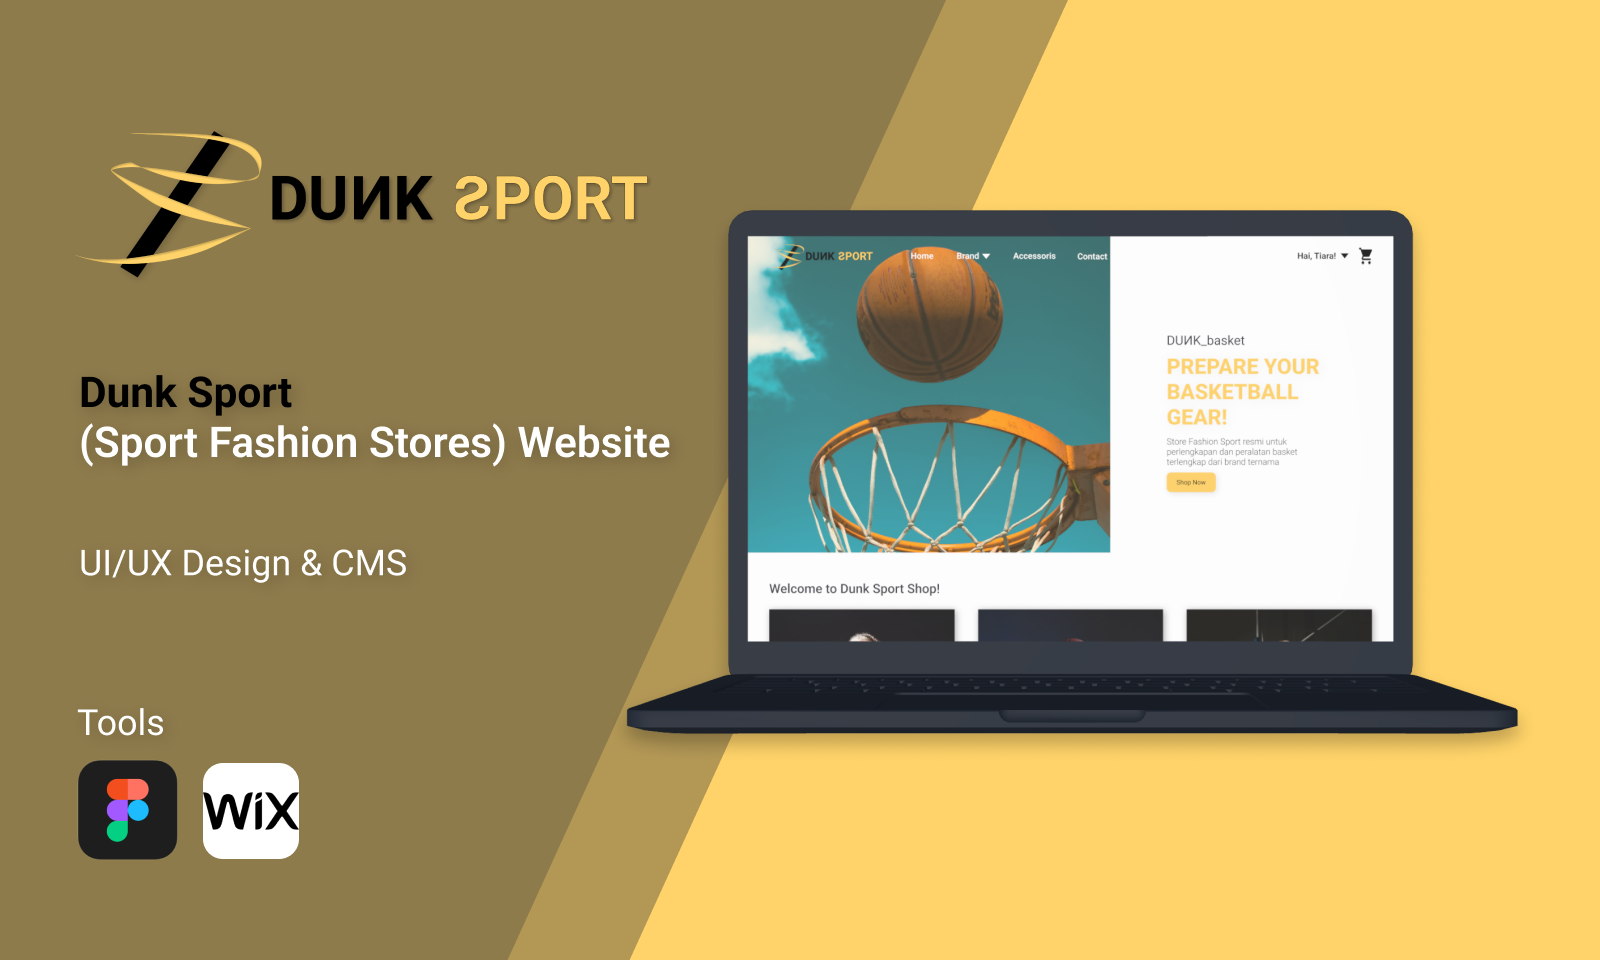 DUИK ƧPORT
Dunk Sport
(Sport Fashion Stores) Website
UI/UX Design & CMS
Tools
WiX
DUИK ƧPORT
Home Brand Accessoris Contact
Hai, Tiara!
DUИK_basket
PREPARE YOUR
BASKETBALL
GEAR!
Store Fashion Sport resmi untuk
perlengkapan dan peralatan basket
terlengkap dari brand ternama
Shop Now
Welcome to Dunk Sport Shop!